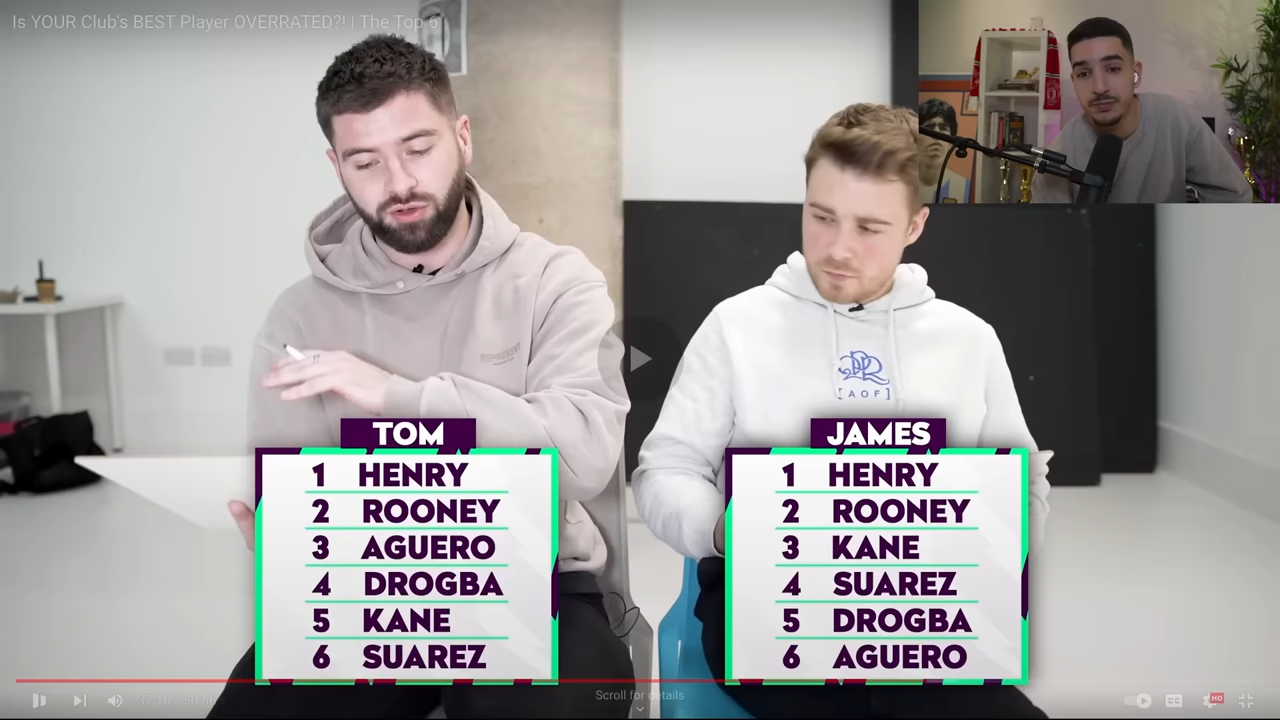 Is YOUR Club's BEST Player OVERRATED?! | The Top 6
TOM
1 HENRY
2 ROONEY
3 AGUERO
4 DROGBA
5 KANE
6 SUAREZ
JAMES
1 HENRY
2 ROONEY
3 KANE
4 SUAREZ
5 DROGBA
6 AGUERO
[AOF]
Scroll for details
CC
HD